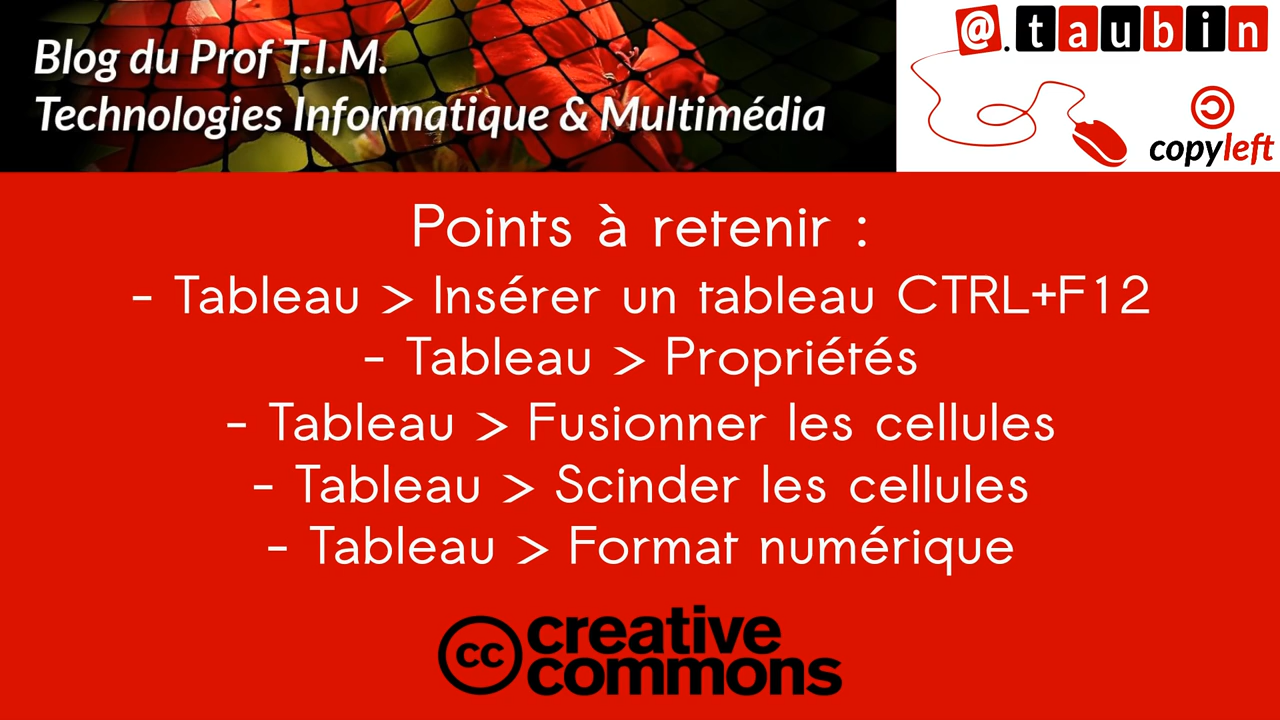 Blog du Prof T.I.M.
Technologies Informatique & Multimédia
@.taubin
copyleft
Points à retenir :
- Tableau > Insérer un tableau CTRL+F12
- Tableau > Propriétés
- Tableau > Fusionner les cellules
- Tableau > Scinder les cellules
- Tableau > Format numérique
cc creative
commons